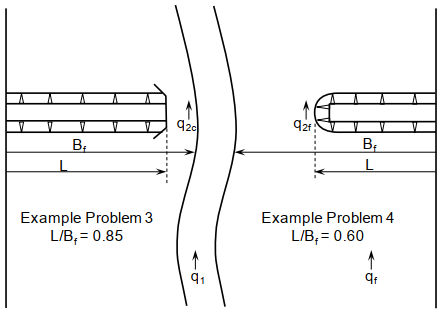 q2c
q2f
Bf
Bf
L
L
Example Problem 3
L/Bf = 0.85
Example Problem 4
L/Bf = 0.60
q1
qf